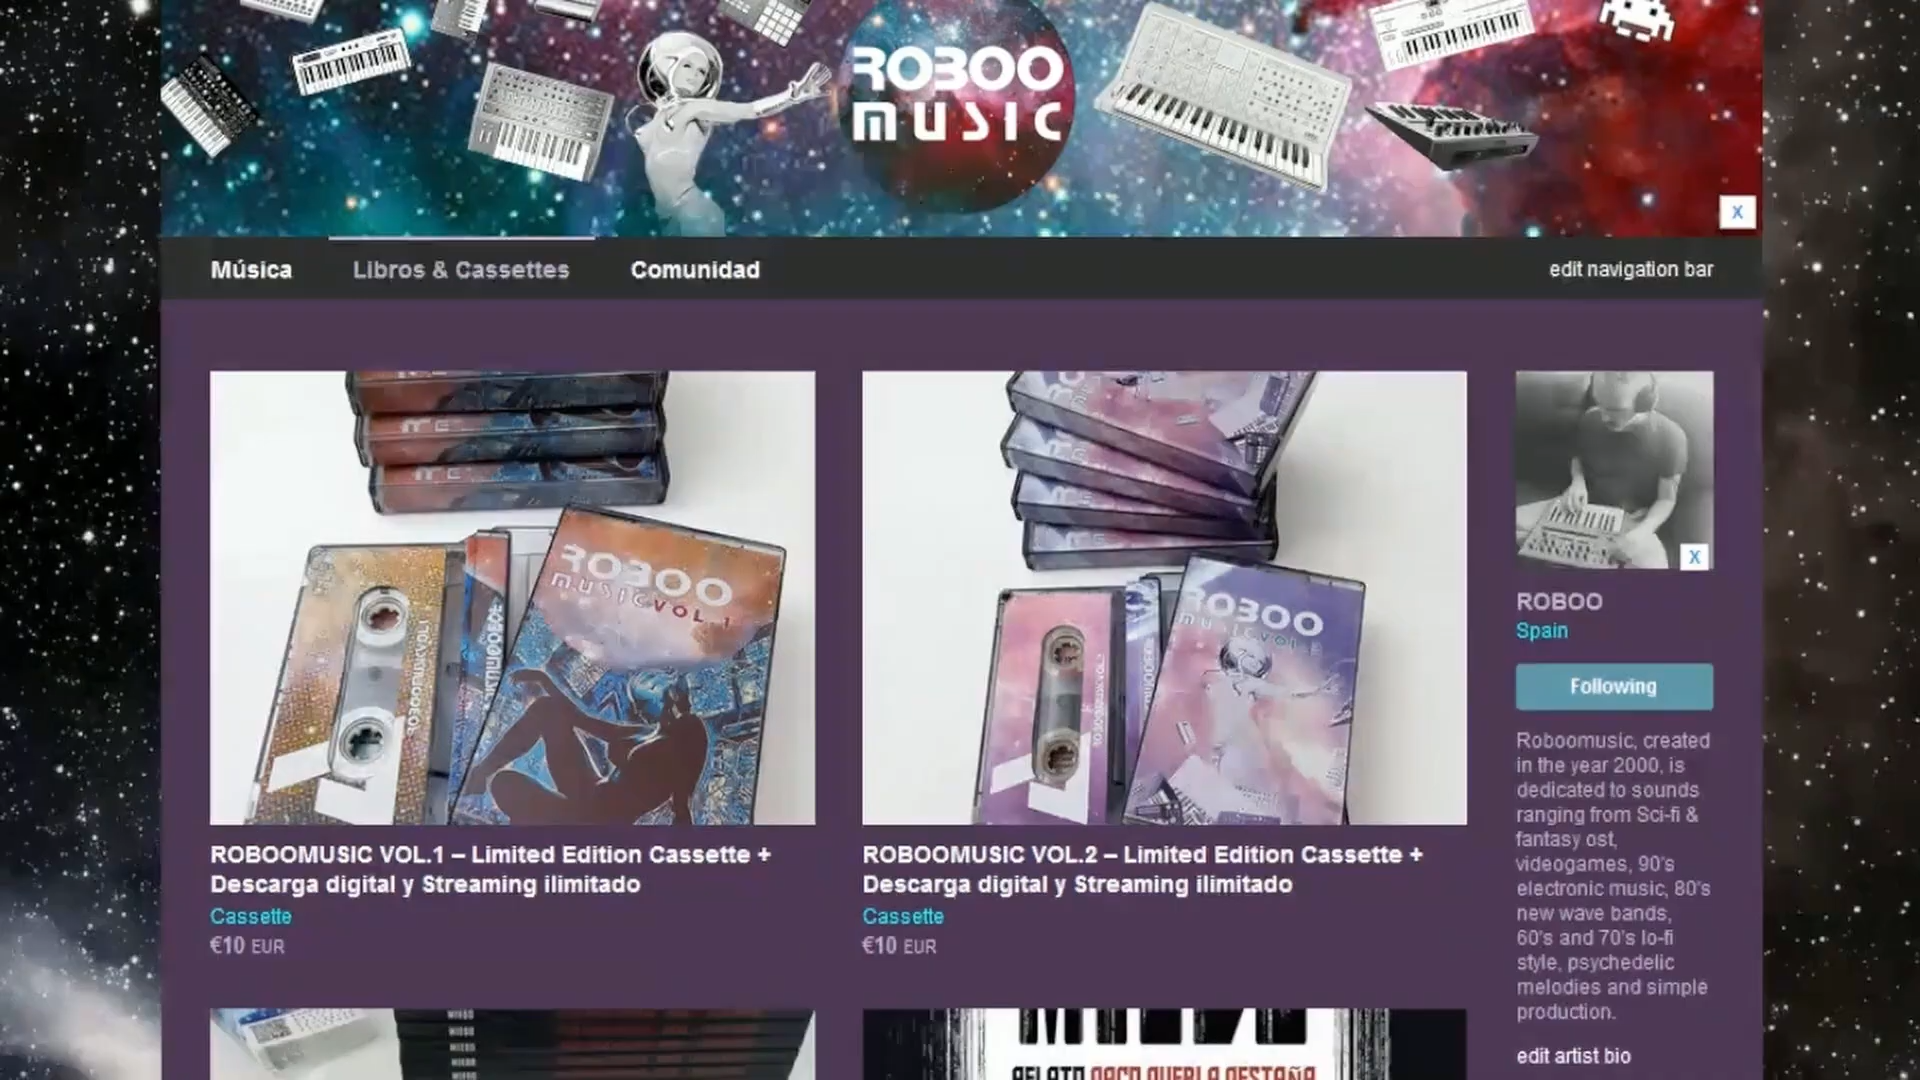 ROBOO
MUSIC
X
Música
Libros & Cassettes
Comunidad
edit navigation bar
ROBOO
MUSIC VOL.1
ROBOO
MUSIC VOL.2
X
ROBOO
Spain
Following
Roboomusic, created
in the year 2000, is
dedicated to sounds
ranging from Sci-fi &
fantasy ost,
videogames, 90's
electronic music, 80's
new wave bands,
60's and 70's lo-fi
style, psychedelic
melodies and simple
production.
edit artist bio
ROBOOMUSIC VOL.1 – Limited Edition Cassette +
Descarga digital y Streaming ilimitado
Cassette
€10 EUR
ROBOOMUSIC VOL.2 – Limited Edition Cassette +
Descarga digital y Streaming ilimitado
Cassette
€10 EUR